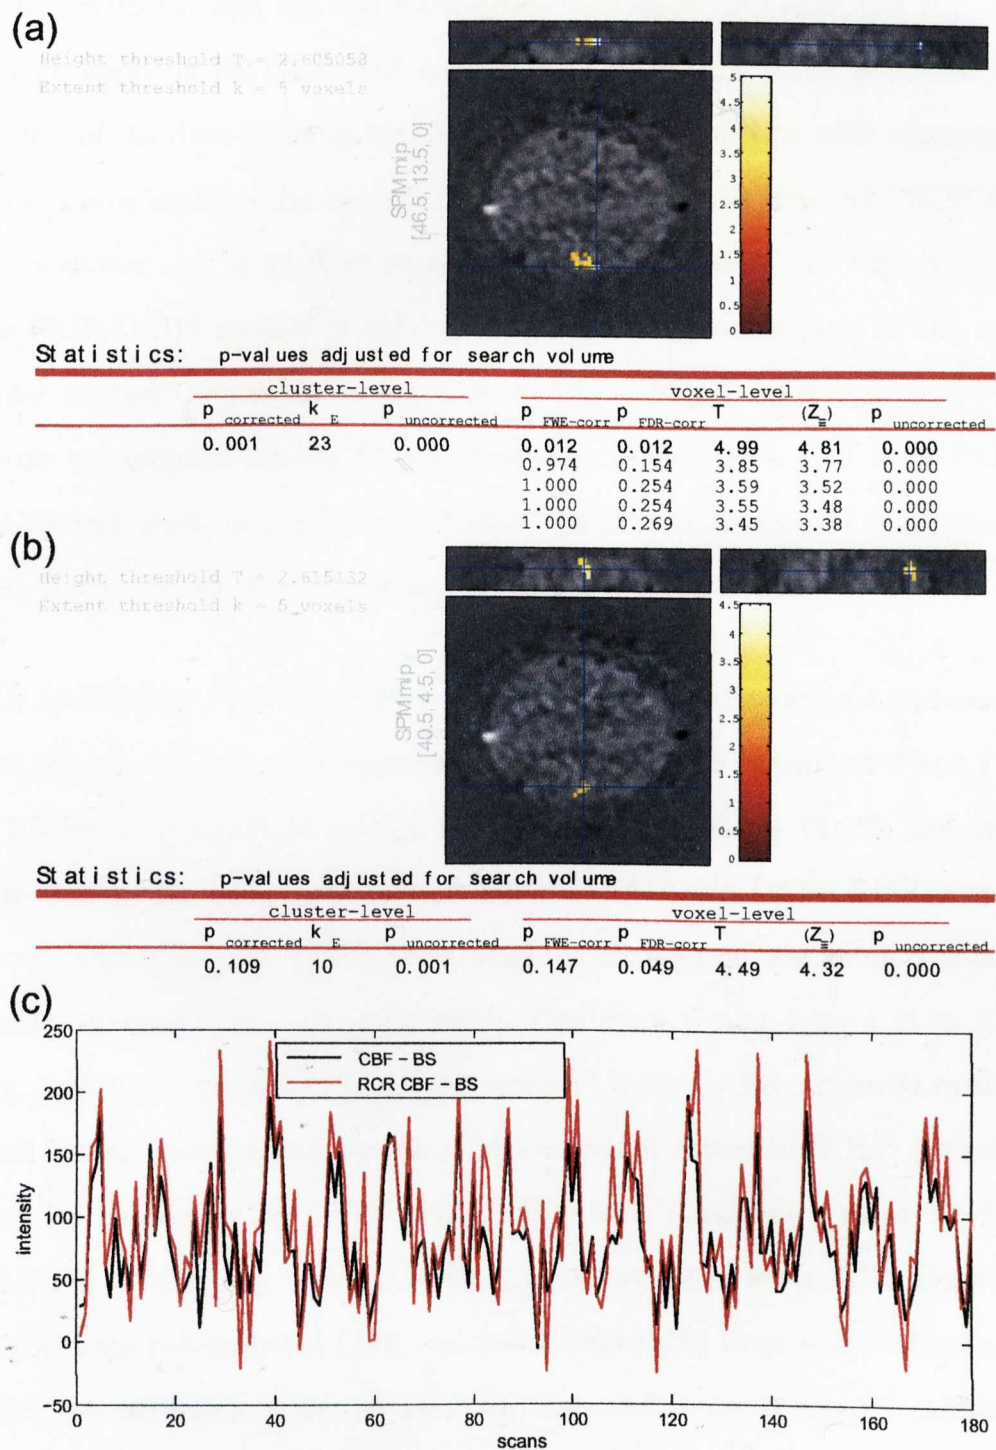 (a)
Height threshold T = 2.605058
Extent threshold k = 5 voxels
SPMmip
[46.5, 13.5, 0]
5
4.5
4
3.5
3
2.5
2
1.5
1
0.5
0
Statistics: p-values adjusted for search volume
cluster-level voxel-level
p corrected k E p uncorrected p FWE-corr p FDR-corr T (Z≡) p uncorrected
0.001 23 0.000 0.012 0.012 4.99 4.81 0.000
0.974 0.154 3.85 3.77 0.000
1.000 0.254 3.59 3.52 0.000
1.000 0.254 3.55 3.48 0.000
1.000 0.269 3.45 3.38 0.000
(b)
Height threshold T = 2.615132
Extent threshold k = 5 voxels
SPMmip
[40.5, 4.5, 0]
4.5
4
3.5
3
2.5
2
1.5
1
0.5
0
Statistics: p-values adjusted for search volume
cluster-level voxel-level
p corrected k E p uncorrected p FWE-corr p FDR-corr T (Z≡) p uncorrected
0.109 10 0.001 0.147 0.049 4.49 4.32 0.000
(c)
CBF - BS
RCR CBF - BS
250
200
150
100
50
0
-50
intensity
0 20 40 60 80 100 120 140 160 180
scans